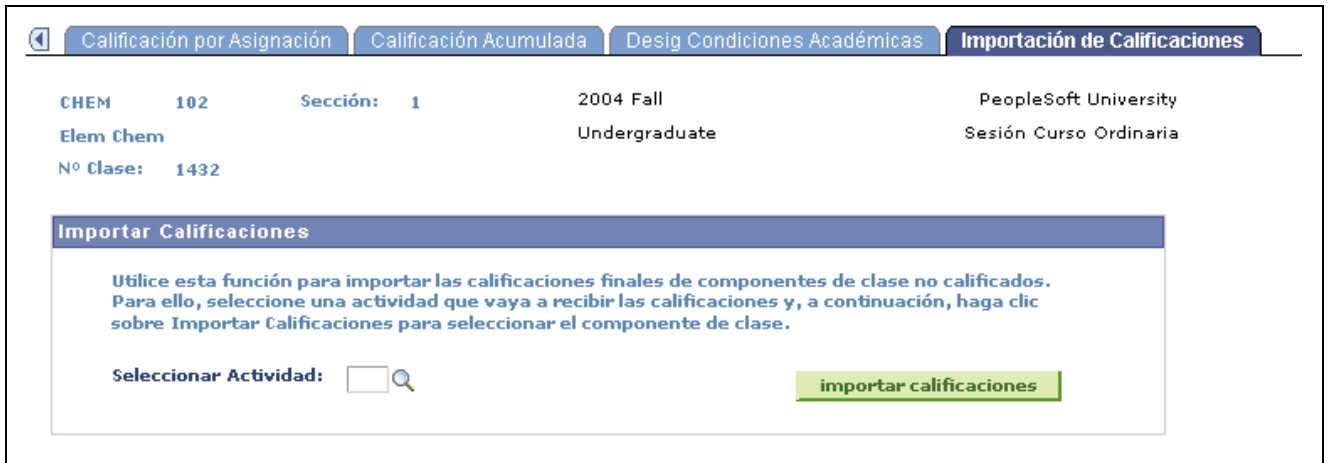 Calificación por Asignación Calificación Acumulada Desig Condiciones Académicas Importación de Calificaciones
CHEM 102 Sección: 1 2004 Fall PeopleSoft University
Elem Chem Undergraduate Sesión Curso Ordinaria
Nº Clase: 1432
Importar Calificaciones
Utilice esta función para importar las calificaciones finales de componentes de clase no calificados.
Para ello, seleccione una actividad que vaya a recibir las calificaciones y, a continuación, haga clic
sobre Importar Calificaciones para seleccionar el componente de clase.
Seleccionar Actividad: importar calificaciones